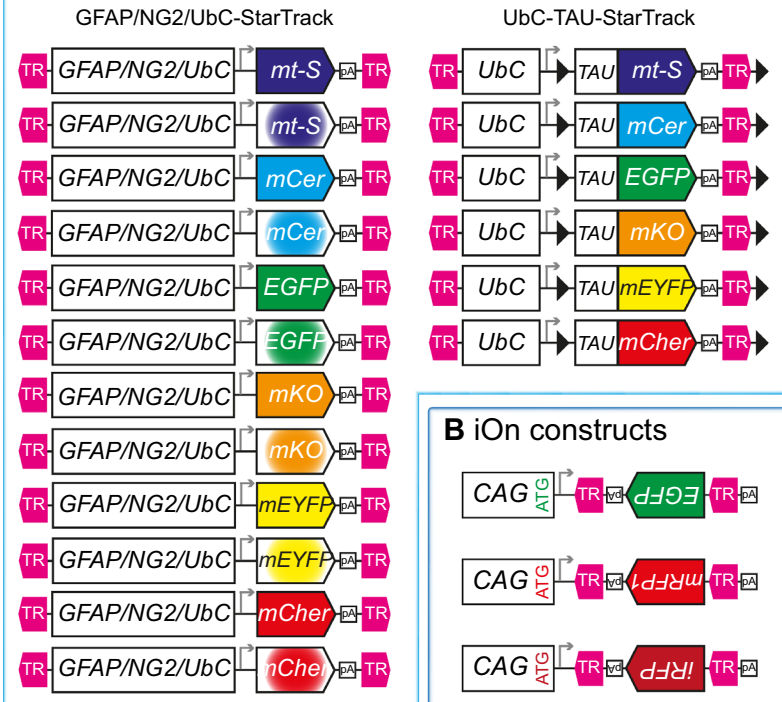 GFAP/NG2/UbC-StarTrack
TR GFAP/NG2/UbC mt-S pA TR
TR GFAP/NG2/UbC mt-S pA TR
TR GFAP/NG2/UbC mCer pA TR
TR GFAP/NG2/UbC mCer pA TR
TR GFAP/NG2/UbC EGFP pA TR
TR GFAP/NG2/UbC EGFP pA TR
TR GFAP/NG2/UbC mKO pA TR
TR GFAP/NG2/UbC mKO pA TR
TR GFAP/NG2/UbC mEYFP pA TR
TR GFAP/NG2/UbC mEYFP pA TR
TR GFAP/NG2/UbC mCher pA TR
TR GFAP/NG2/UbC mCher pA TR
UbC-TAU-StarTrack
TR UbC TAU mt-S pA TR
TR UbC TAU mCer pA TR
TR UbC TAU EGFP pA TR
TR UbC TAU mKO pA TR
TR UbC TAU mEYFP pA TR
TR UbC TAU mCher pA TR
B iOn constructs
CAG ATG TR pA EGFP TR pA
CAG ATG TR pA mRFP1 TR pA
CAG ATG TR pA iRFP TR pA